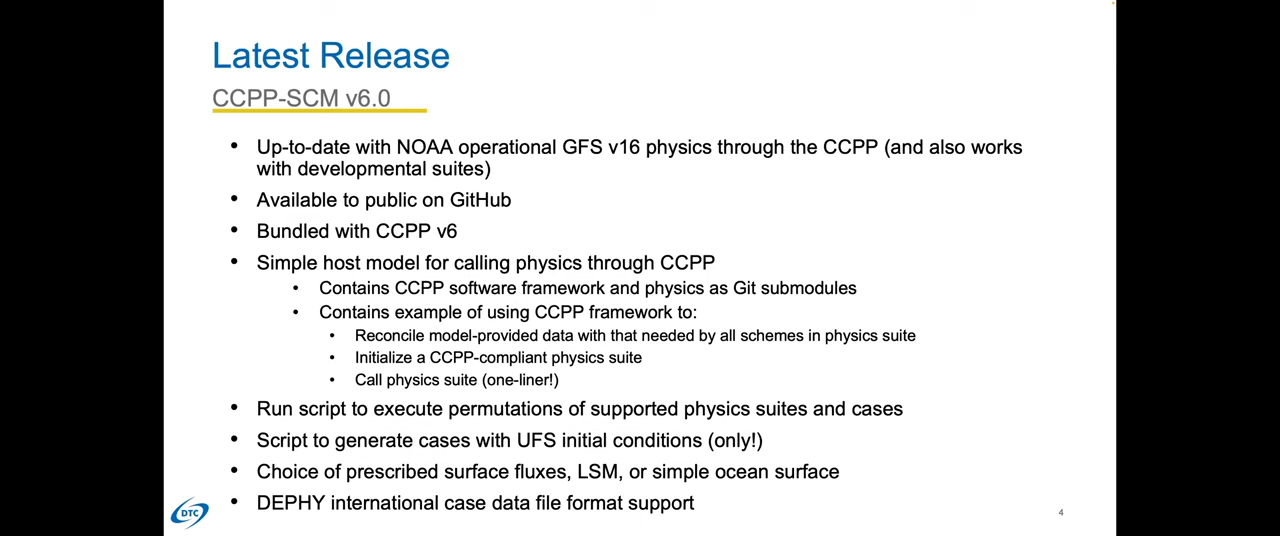 Latest Release
CCPP-SCM v6.0
• Up-to-date with NOAA operational GFS v16 physics through the CCPP (and also works
with developmental suites)
• Available to public on GitHub
• Bundled with CCPP v6
• Simple host model for calling physics through CCPP
• Contains CCPP software framework and physics as Git submodules
• Contains example of using CCPP framework to:
• Reconcile model-provided data with that needed by all schemes in physics suite
• Initialize a CCPP-compliant physics suite
• Call physics suite (one-liner!)
• Run script to execute permutations of supported physics suites and cases
• Script to generate cases with UFS initial conditions (only!)
• Choice of prescribed surface fluxes, LSM, or simple ocean surface
• DEPHY international case data file format support
DTC
4